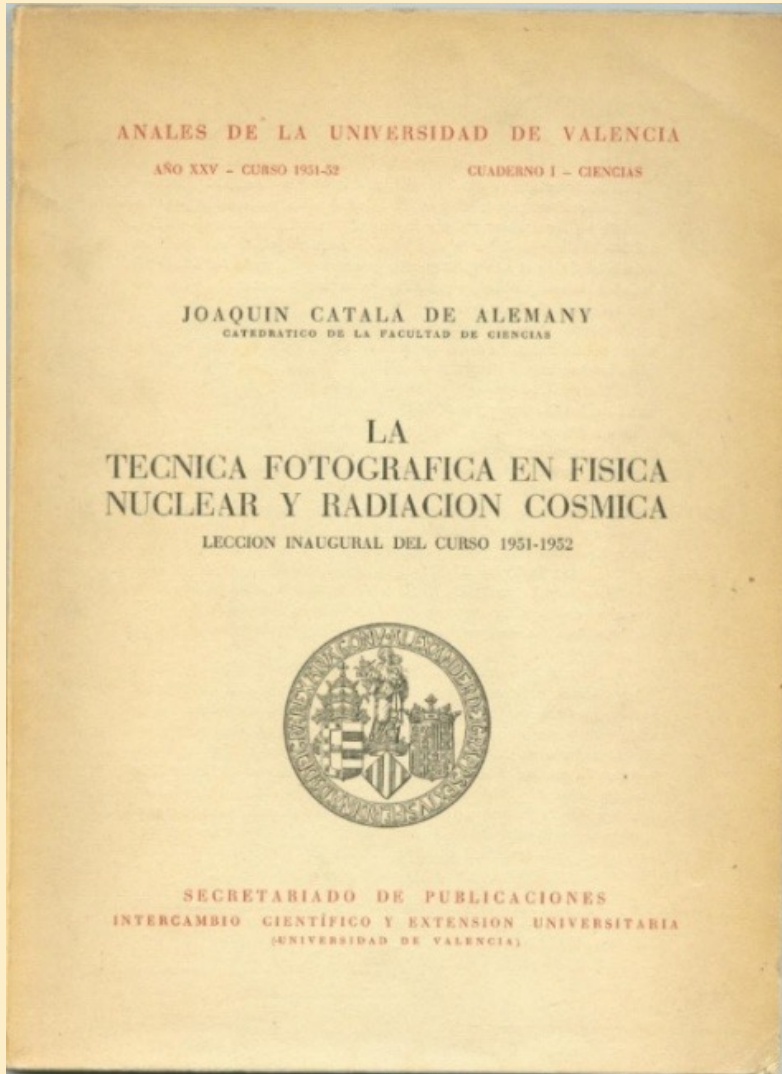 ANALES DE LA UNIVERSIDAD DE VALENCIA
AÑO XXV - CURSO 1951-52 CUADERNO I - CIENCIAS
JOAQUIN CATALÁ DE ALEMANY
CATEDRATICO DE LA FACULTAD DE CIENCIAS
LA
TECNICA FOTOGRAFICA EN FISICA
NUCLEAR Y RADIACION COSMICA
LECCION INAUGURAL DEL CURSO 1951-1952
SECRETARIADO DE PUBLICACIONES
INTERCAMBIO CIENTÍFICO Y EXTENSION UNIVERSITARIA
(UNIVERSIDAD DE VALENCIA)